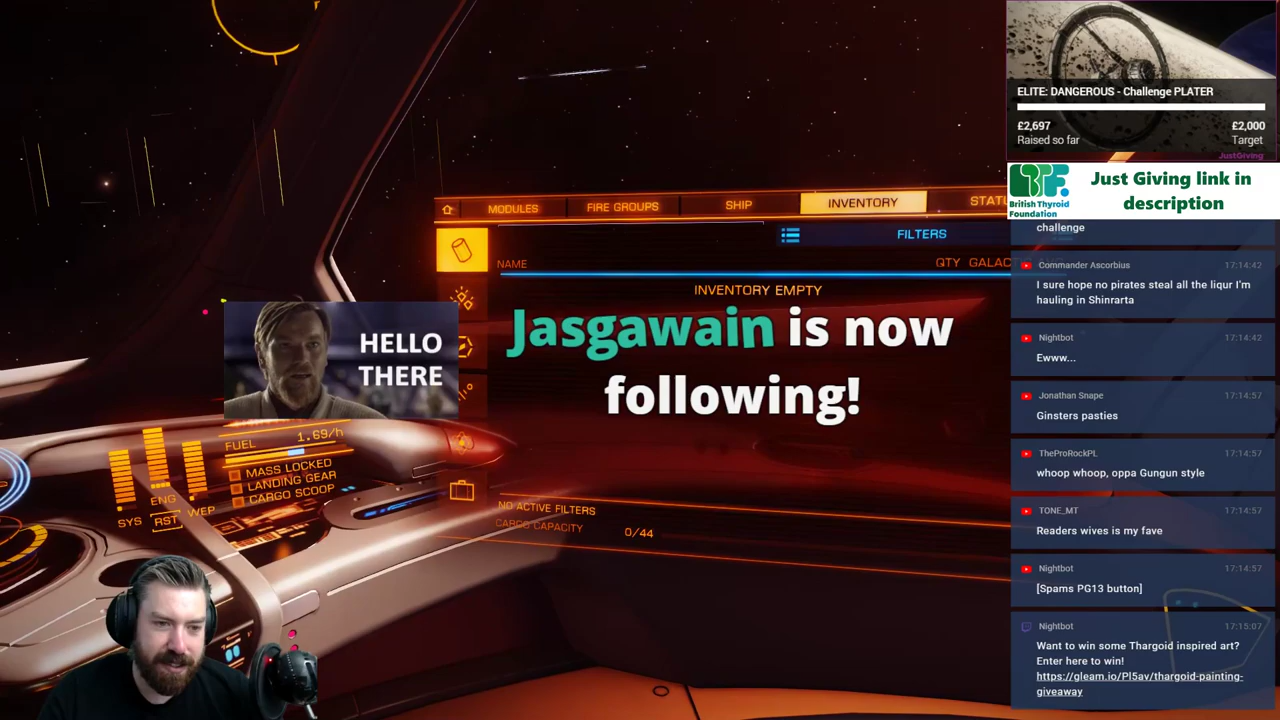 ELITE: DANGEROUS - Challenge PLATER
£2,697
£2,000
Raised so far
Target
JustGiving
BTF.
British Thyroid
Foundation
Just Giving link in
description
MODULES
FIRE GROUPS
SHIP
INVENTORY
FILTERS
NAME
QTY
INVENTORY EMPTY
Jasgawain is now
following!
HELLO
THERE
FUEL
1.69/h
MASS LOCKED
LANDING GEAR
CARGO SCOOP
SYS
ENG
RST
WEP
NO ACTIVE FILTERS
CARGO CAPACITY
0/44
challenge
Commander Ascorbius
17:14:42
I sure hope no pirates steal all the liqur I'm
hauling in Shinrarta
Nightbot
17:14:42
Ewww...
Jonathan Snape
17:14:57
Ginsters pasties
TheProRockPL
17:14:57
whoop whoop, oppa Gungun style
TONE_MT
17:14:57
Readers wives is my fave
Nightbot
17:14:57
[Spams PG13 button]
Nightbot
17:15:07
Want to win some Thargoid inspired art?
Enter here to win!
https://gleam.io/Pl5av/thargoid-painting-
giveaway